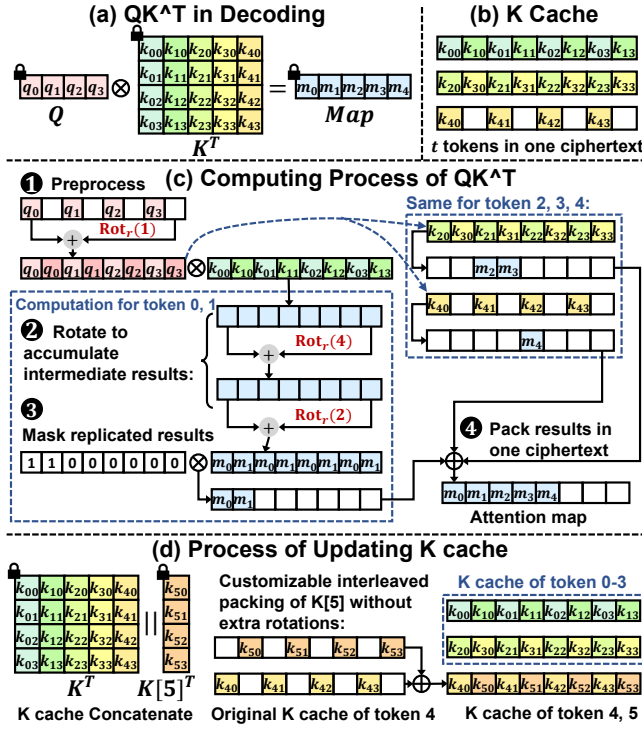 (a) QK^T in Decoding
q0 q1 q2 q3 ⊗
Q
k00 k10 k20 k30 k40
k01 k11 k21 k31 k41
k02 k12 k22 k32 k42
k03 k13 k23 k33 k43
K^T
= m0 m1 m2 m3 m4
Map
(b) K Cache
k00 k10 k01 k11 k02 k12 k03 k13
k20 k30 k21 k31 k22 k32 k23 k33
k40 k41 k42 k43
t tokens in one ciphertext
(c) Computing Process of QK^T
1 Preprocess
q0 q1 q2 q3
Rot_r(1)
+
q0 q0 q1 q1 q2 q2 q3 q3 ⊗ k00 k10 k01 k11 k02 k12 k03 k13
Computation for token 0, 1
2 Rotate to
accumulate
intermediate results:
Rot_r(4)
+
Rot_r(2)
+
3
Mask replicated results
1 1 0 0 0 0 0 0 ⊗ m0 m1 m0 m1 m0 m1 m0 m1
m0 m1
Same for token 2, 3, 4:
k20 k30 k21 k31 k22 k32 k23 k33
m2 m3
k40 k41 k42 k43
m4
4 Pack results in
one ciphertext
m0 m1 m2 m3 m4
Attention map
(d) Process of Updating K cache
k00 k10 k20 k30 k40
k01 k11 k21 k31 k41
k02 k12 k22 k32 k42
k03 k13 k23 k33 k43
K^T
||
k50
k51
k52
k53
K[5]^T
K cache Concatenate
Customizable interleaved
packing of K[5] without
extra rotations:
k50 k51 k52 k53
k40 k41 k42 k43
Original K cache of token 4
K cache of token 0-3
k00 k10 k01 k11 k02 k12 k03 k13
k20 k30 k21 k31 k22 k32 k23 k33
k40 k50 k41 k51 k42 k52 k43 k53
K cache of token 4, 5